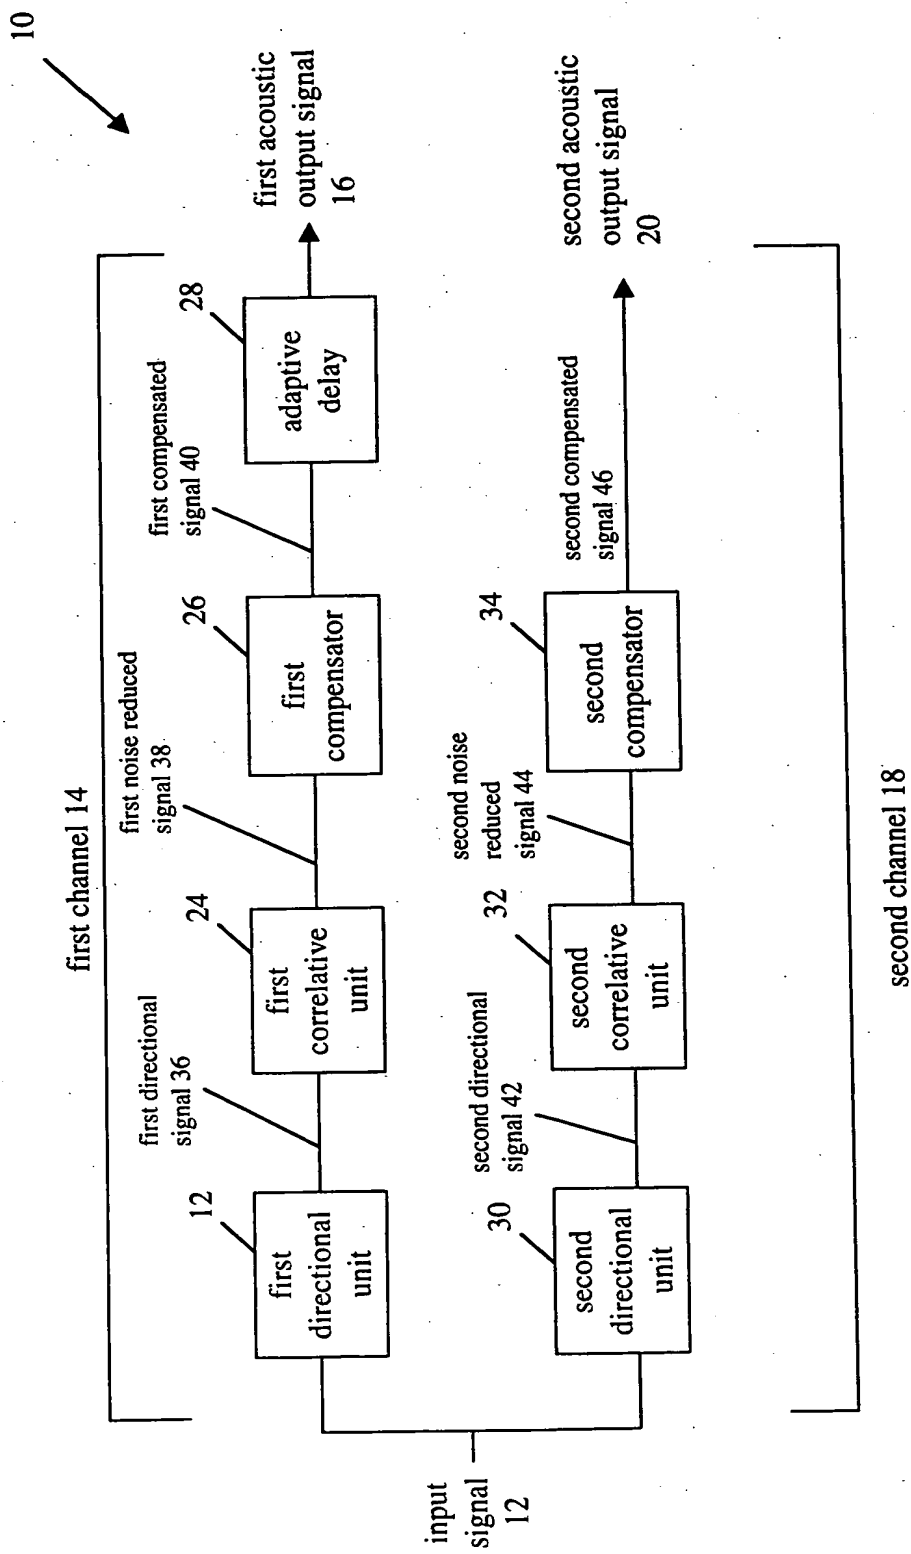 10
first channel 14
first directional
signal 36
first noise reduced
signal 38
first compensated
signal 40
12
24
26
28
first
directional
unit
first
correlative
unit
first
compensator
adaptive
delay
first acoustic
output signal
16
input
signal
12
second directional
signal 42
second noise
reduced
signal 44
second compensated
signal 46
30
32
34
second
directional
unit
second
correlative
unit
second
compensator
second acoustic
output signal
20
second channel 18